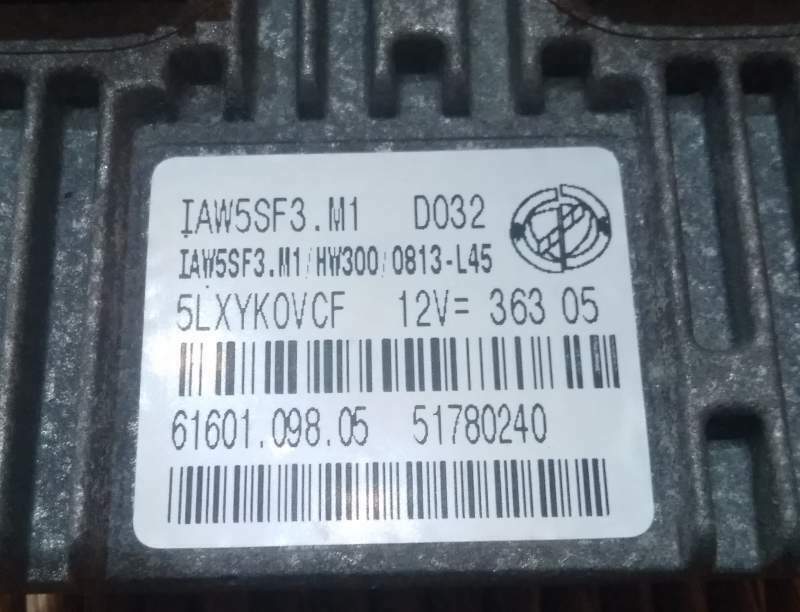 IAW5SF3.M1 D032
IAW5SF3.M1/HW300/0813-L45
5LXYK0VCF 12V= 363 05
61601.098.05 51780240